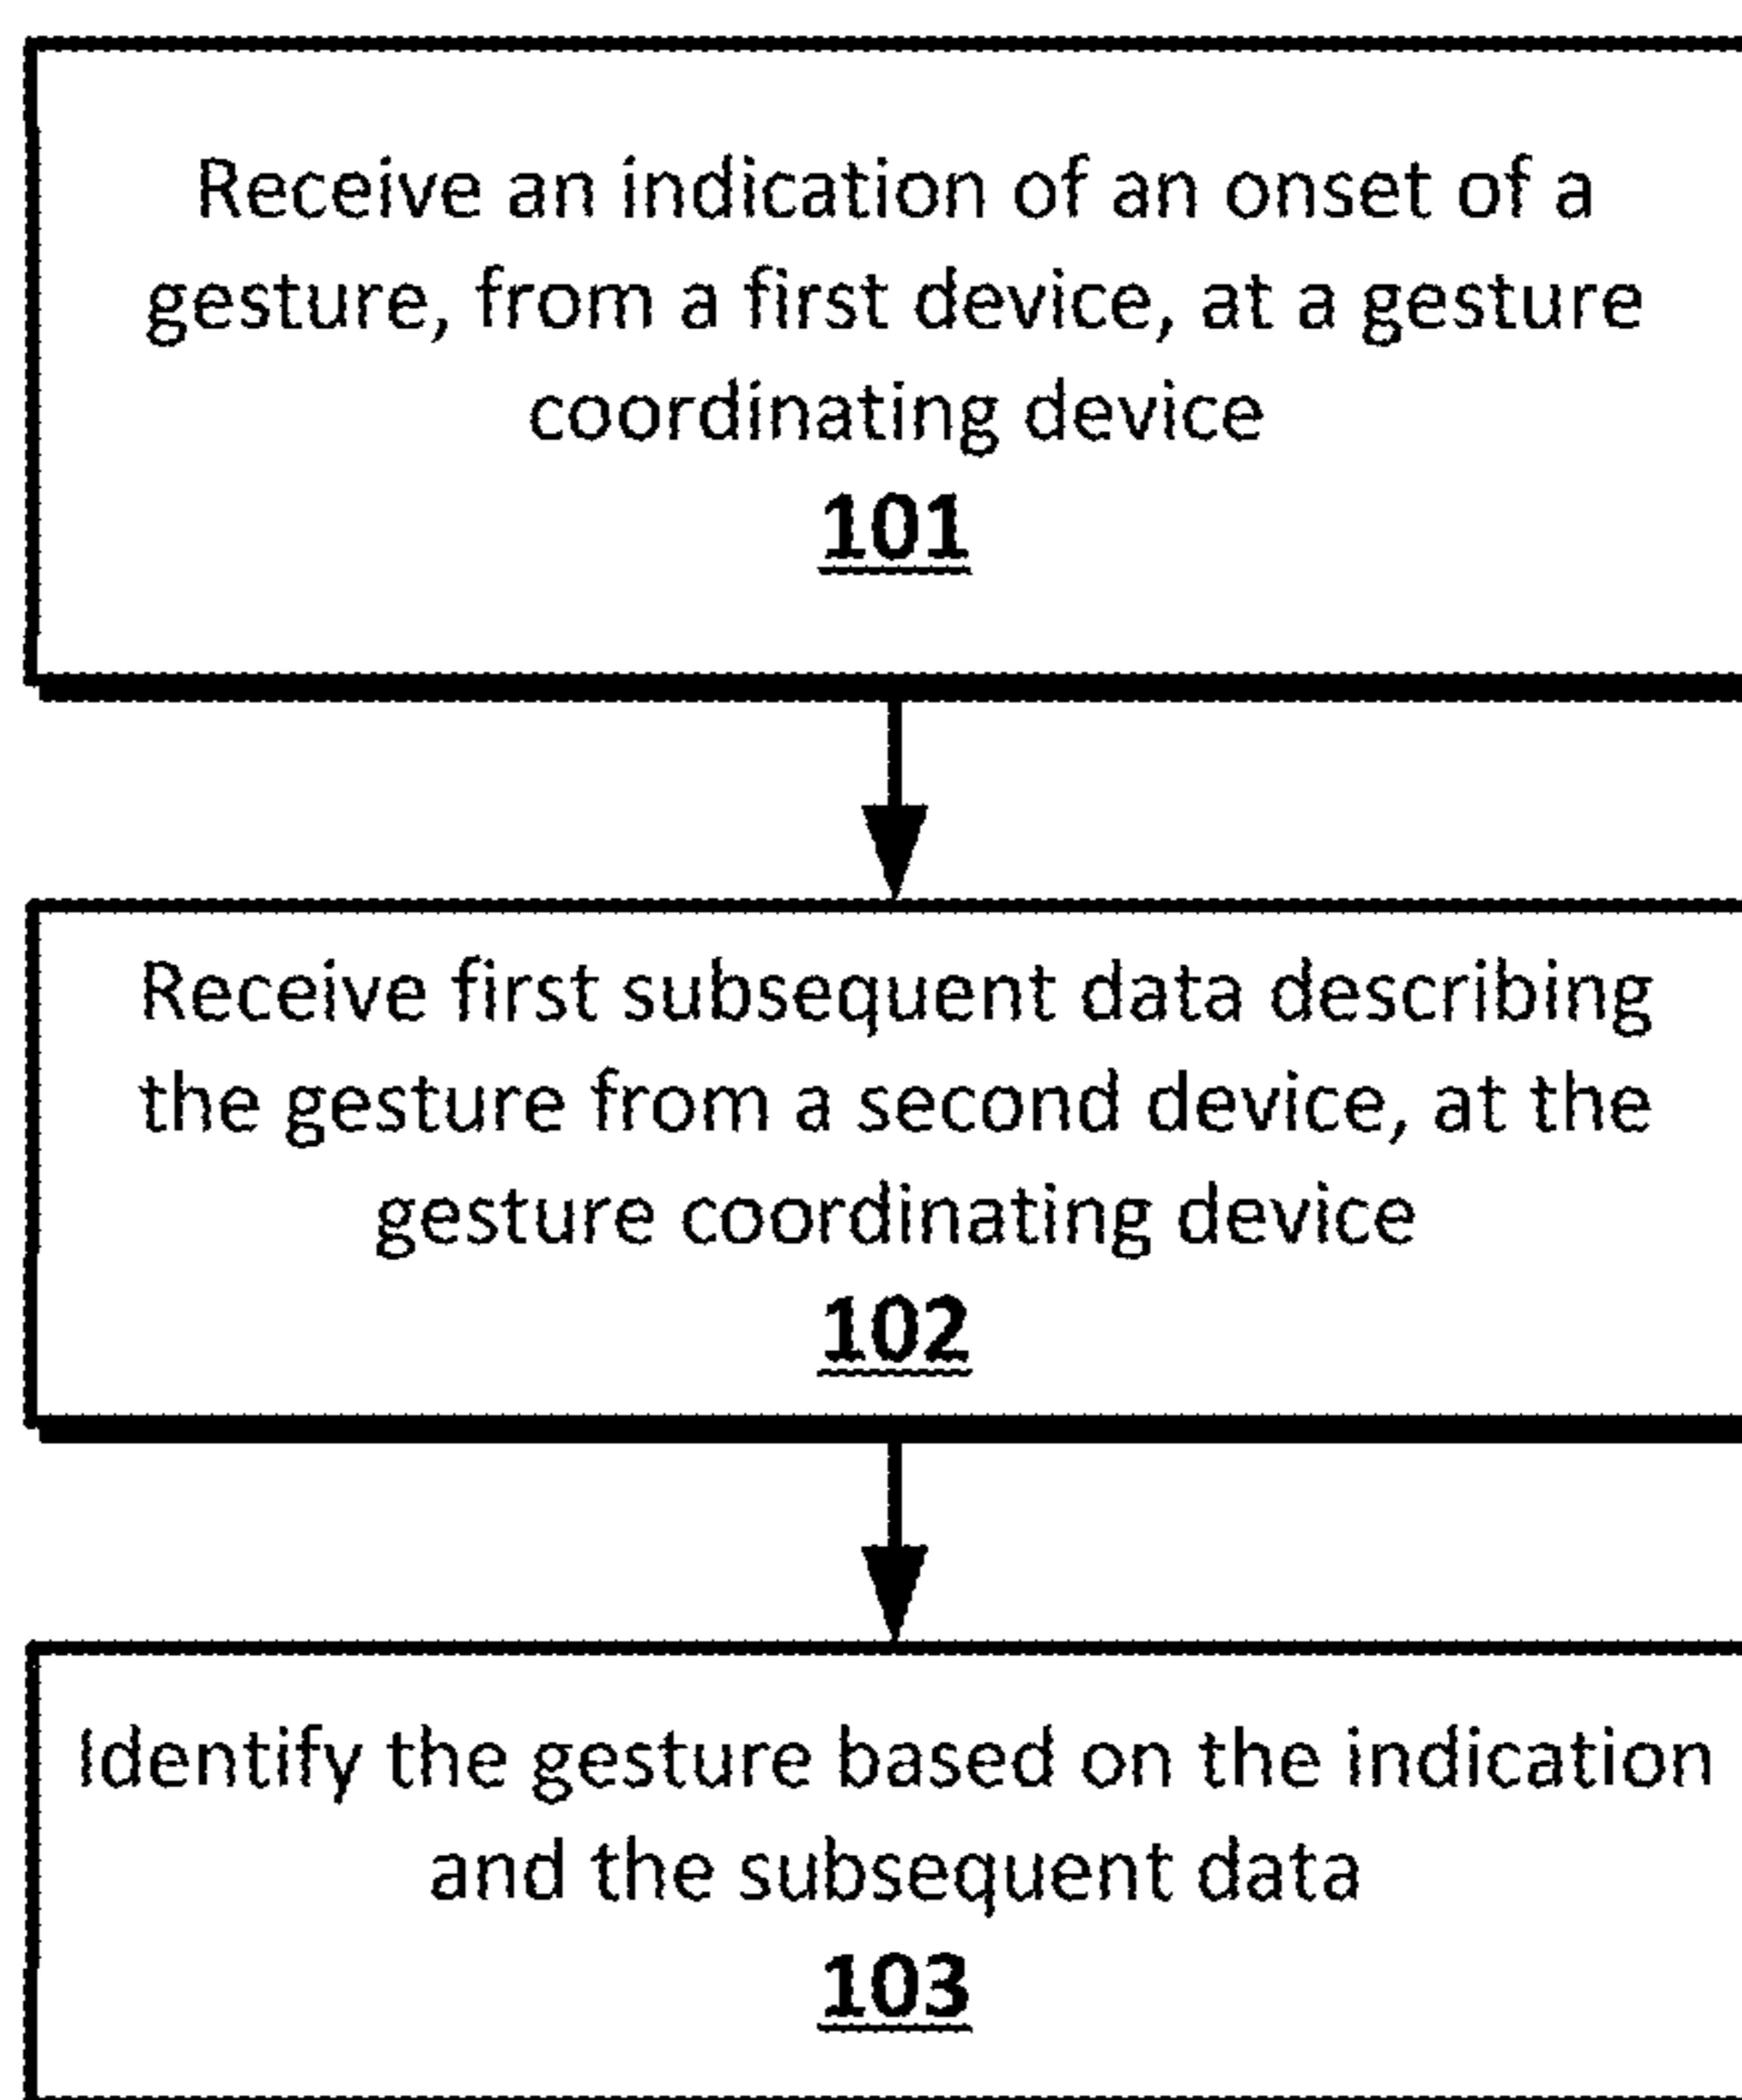 Receive an indication of an onset of a
gesture, from a first device, at a gesture
coordinating device
101
Receive first subsequent data describing
the gesture from a second device, at the
gesture coordinating device
102
Identify the gesture based on the indication
and the subsequent data
103